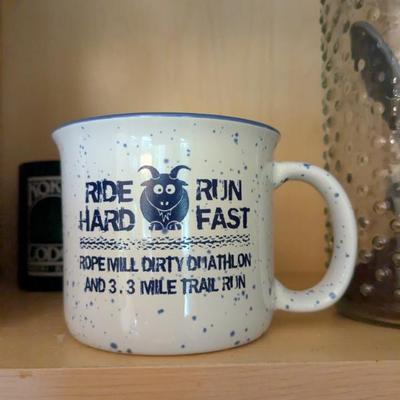 RIDE RUN
HARD FAST
ROPE MILL DIRTY DUATHLON
AND 3.3 MILE TRAIL RUN